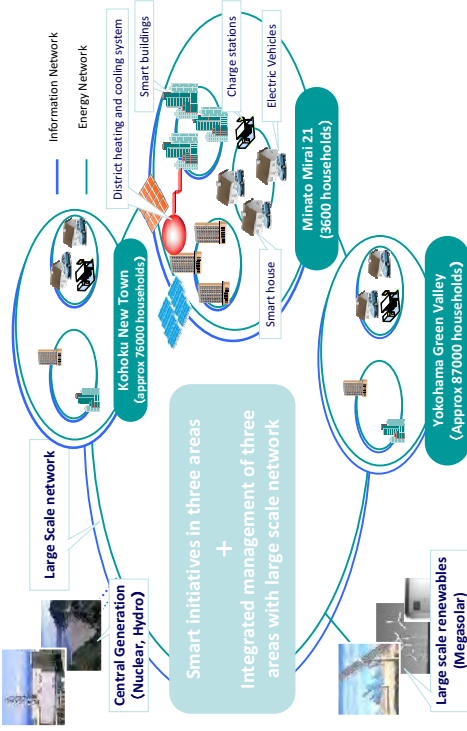 Information Network
Energy Network
Large Scale network
Central Generation
(Nuclear, Hydro)
Kohoku New Town
(approx 76000 households)
District heating and cooling system
Smart buildings
Charge stations
Electric Vehicles
Smart house
Minato Mirai 21
(3600 households)
Smart initiatives in three areas
+
Integrated management of three
areas with large scale network
Yokohama Green Valley
(Approx 87000 households)
Large scale renewables
(Megasolar)